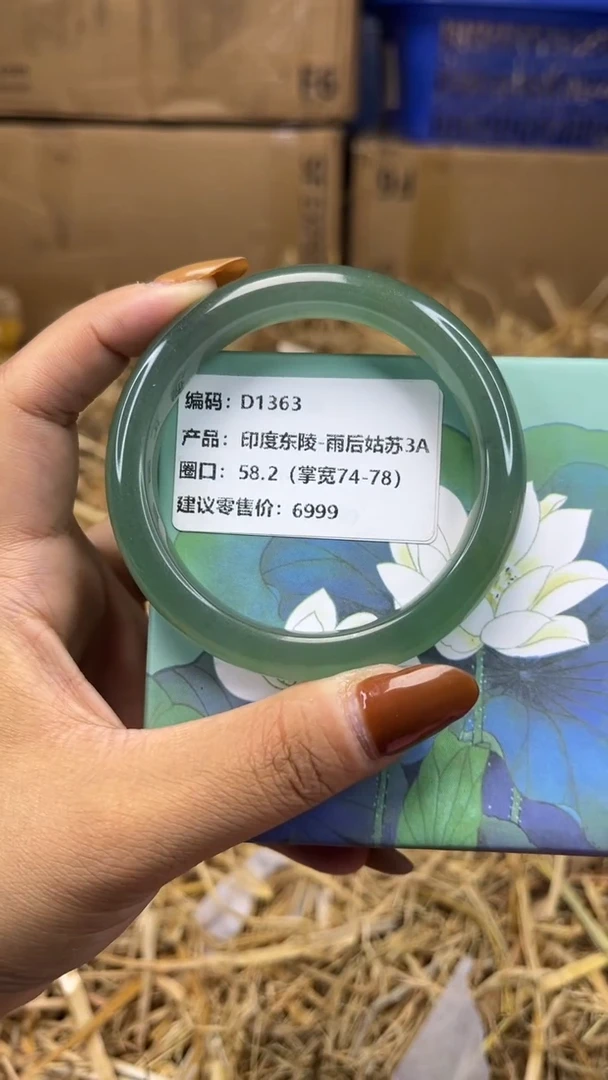 编码：D1363
产品：印度东陵-雨后姑苏3A
圈口：58.2（掌宽74-78）
建议零售价：6999